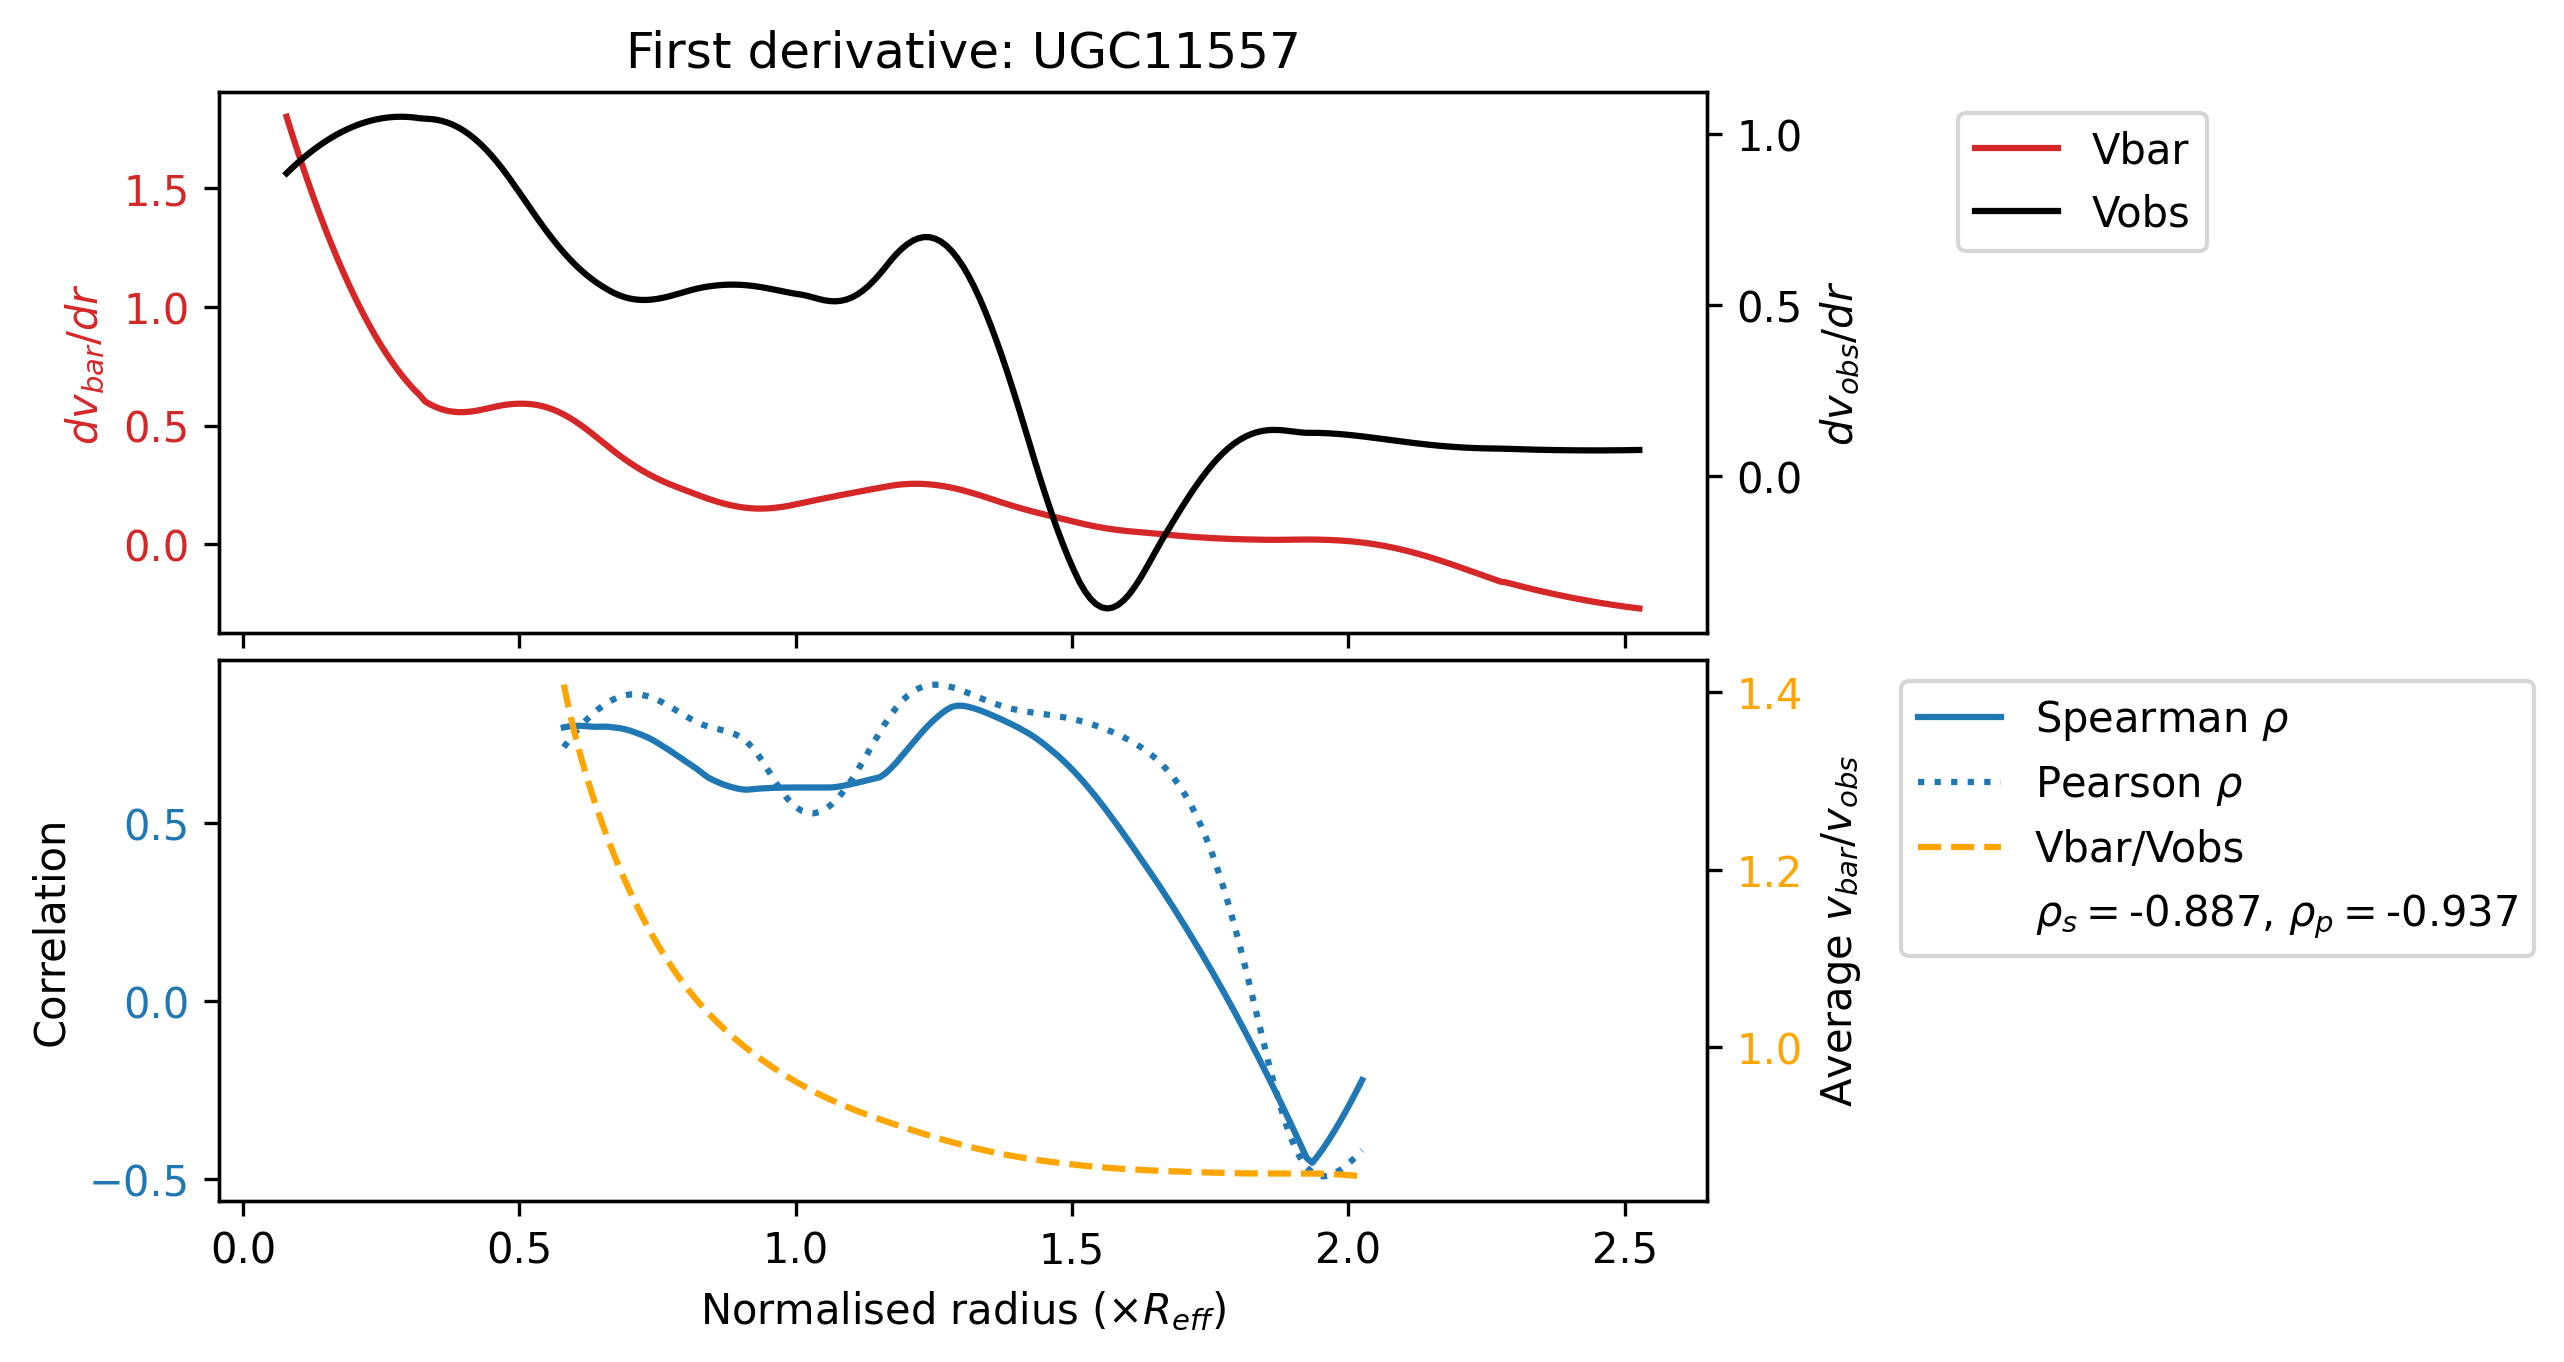 First derivative: UGC11557
1.5
1.0
0.5
0.0
dv_bar/dr
1.0
0.5
0.0
dv_obs/dr
Vbar
Vobs
0.5
0.0
−0.5
Correlation
1.4
1.2
1.0
Average v_bar/v_obs
Spearman ρ
Pearson ρ
Vbar/Vobs
ρ_s = -0.887, ρ_p = -0.937
0.0 0.5 1.0 1.5 2.0 2.5
Normalised radius (×R_eff)